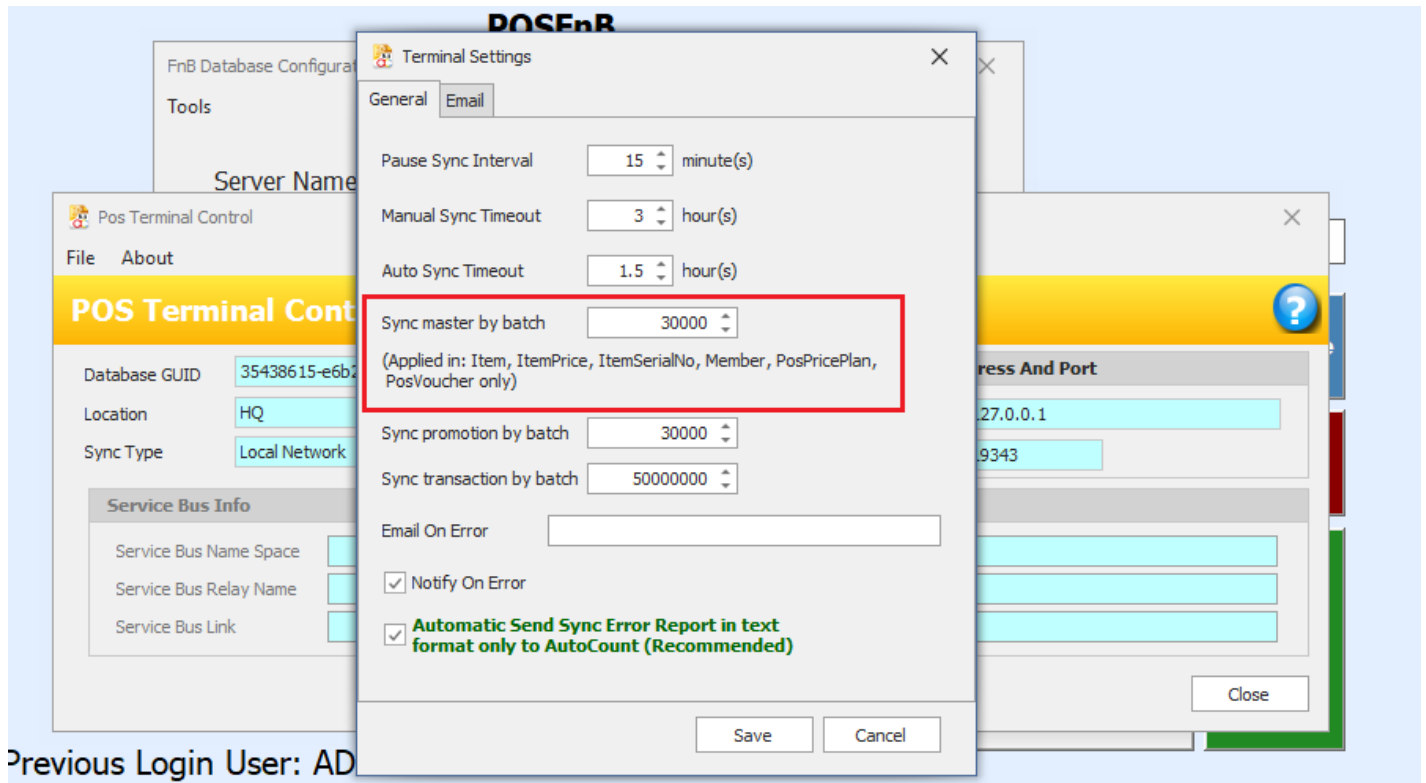 POSFnB
FnB Database Configurat
Tools
Server Name
Terminal Settings
General Email
Pause Sync Interval 15 minute(s)
Manual Sync Timeout 3 hour(s)
Auto Sync Timeout 1.5 hour(s)
Sync master by batch 30000
(Applied in: Item, ItemPrice, ItemSerialNo, Member, PosPricePlan,
PosVoucher only)
Sync promotion by batch 30000
Sync transaction by batch 50000000
Email On Error
Notify On Error
Automatic Send Sync Error Report in text
format only to AutoCount (Recommended)
Save Cancel
Pos Terminal Control
File About
POS Terminal Cont
?
Database GUID 35438615-e6b2
Location HQ
Sync Type Local Network
ress And Port
127.0.0.1
9343
Service Bus Info
Service Bus Name Space
Service Bus Relay Name
Service Bus Link
Close
Previous Login User: AD